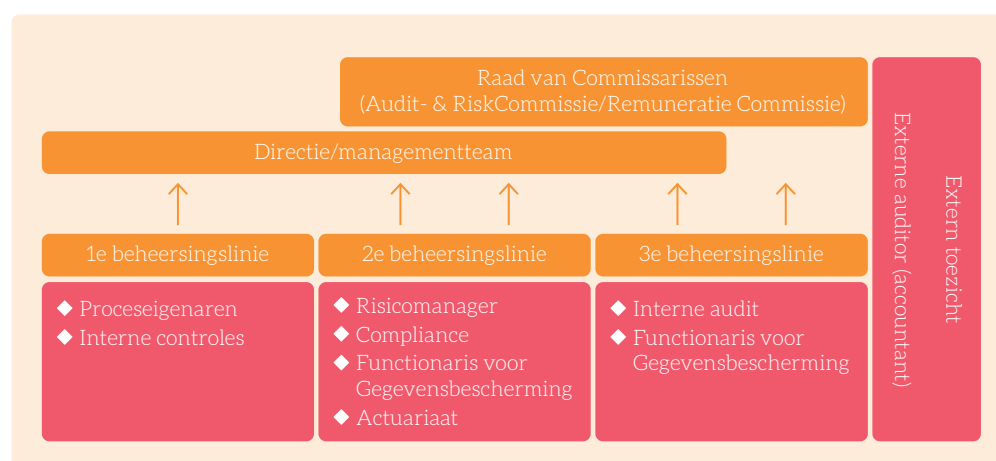 Raad van Commissarissen
(Audit- & RiskCommissie/Remuneratie Commissie)
Directie/managementteam
1e beheersingslinie
◆ Proceseigenaren
◆ Interne controles
2e beheersingslinie
◆ Risicomanager
◆ Compliance
◆ Functionaris voor
Gegevensbescherming
◆ Actuariaat
3e beheersingslinie
◆ Interne audit
◆ Functionaris voor
Gegevensbescherming
Extern toezicht
Externe auditor (accountant)